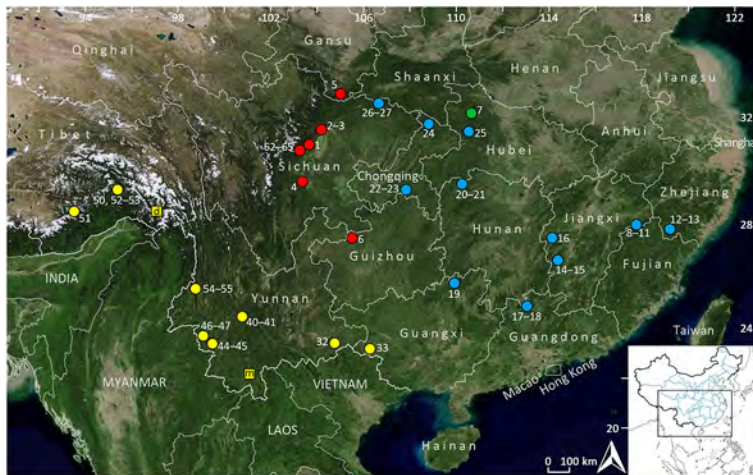 94 98 102 106 110 114 118 122
Qinghai
Gansu
Shaanxi
Henan
Jiangsu
5
26–27
7
2–3
24
25
32
Anhui
Tibet
62–65
1
Hubei
Shanghai
Sichuan
4
Chongqing
22–23
20–21
Zhejiang
50, 52–53
d
51
28
Jiangxi
12–13
8–11
Hunan
16
6
Guizhou
14–15
Fujian
INDIA
19
54–55
Yunnan
17–18
40–41
46–47
44–45
32
33
Guangxi
Guangdong
Taiwan
24
m
MYANMAR
VIETNAM
Macao
Hong Kong
LAOS
20
Hainan
0 100 km